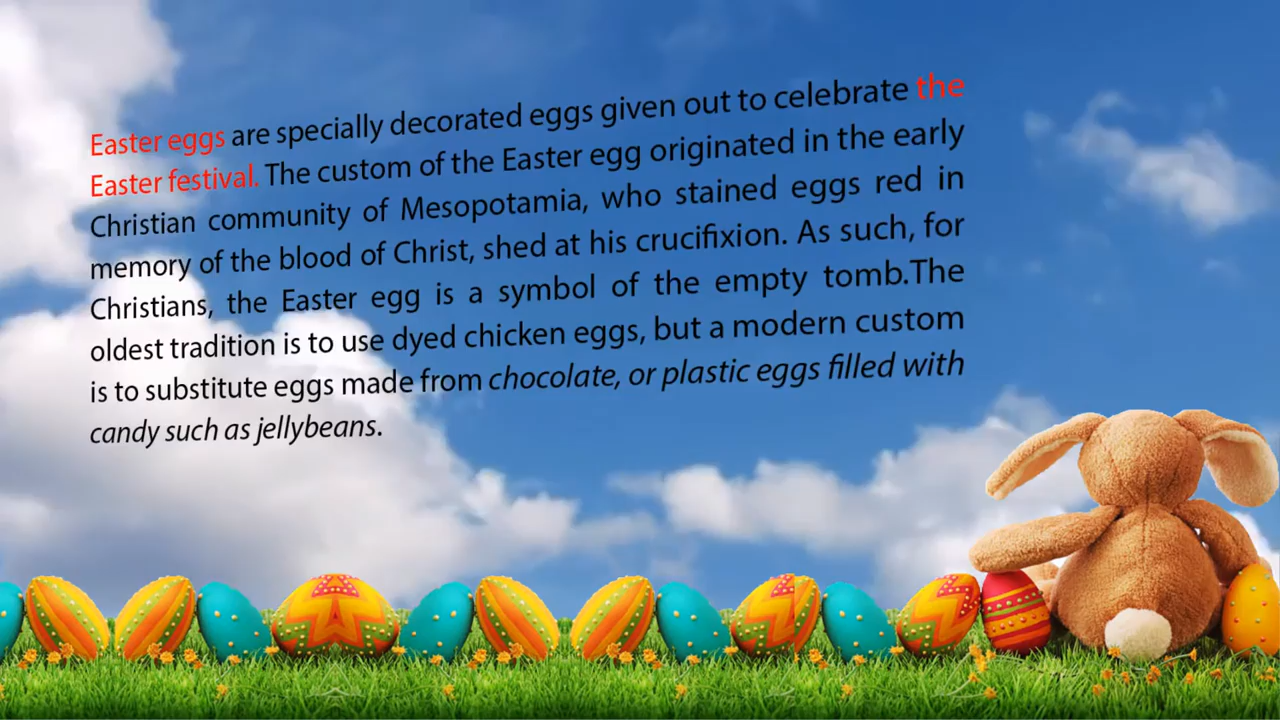 Easter eggs are specially decorated eggs given out to celebrate the
Easter festival. The custom of the Easter egg originated in the early
Christian community of Mesopotamia, who stained eggs red in
memory of the blood of Christ, shed at his crucifixion. As such, for
Christians, the Easter egg is a symbol of the empty tomb.The
oldest tradition is to use dyed chicken eggs, but a modern custom
is to substitute eggs made from chocolate, or plastic eggs filled with
candy such as jellybeans.